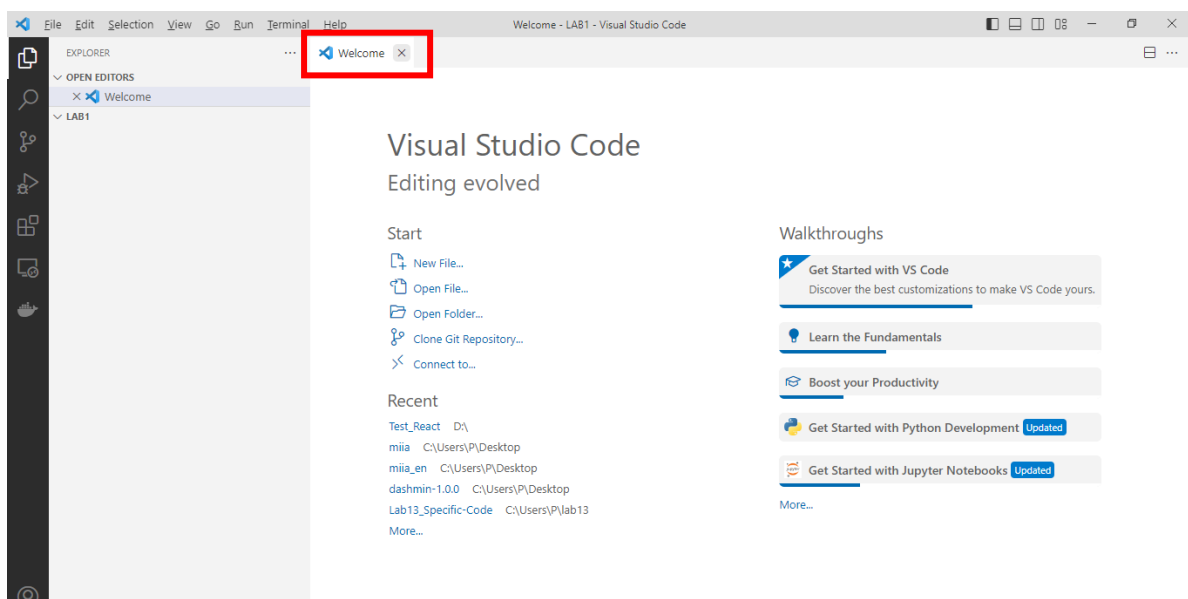 File Edit Selection View Go Run Terminal Help
Welcome - LAB1 - Visual Studio Code
EXPLORER
Welcome
OPEN EDITORS
Welcome
LAB1
Visual Studio Code
Editing evolved
Start
New File...
Open File...
Open Folder...
Clone Git Repository...
Connect to...
Recent
Test_React D:\
miia C:\Users\P\Desktop
miia_en C:\Users\P\Desktop
dashmin-1.0.0 C:\Users\P\Desktop
Lab13_Specific-Code C:\Users\P\lab13
More...
Walkthroughs
Get Started with VS Code
Discover the best customizations to make VS Code yours.
Learn the Fundamentals
Boost your Productivity
Get Started with Python Development Updated
Get Started with Jupyter Notebooks Updated
More...